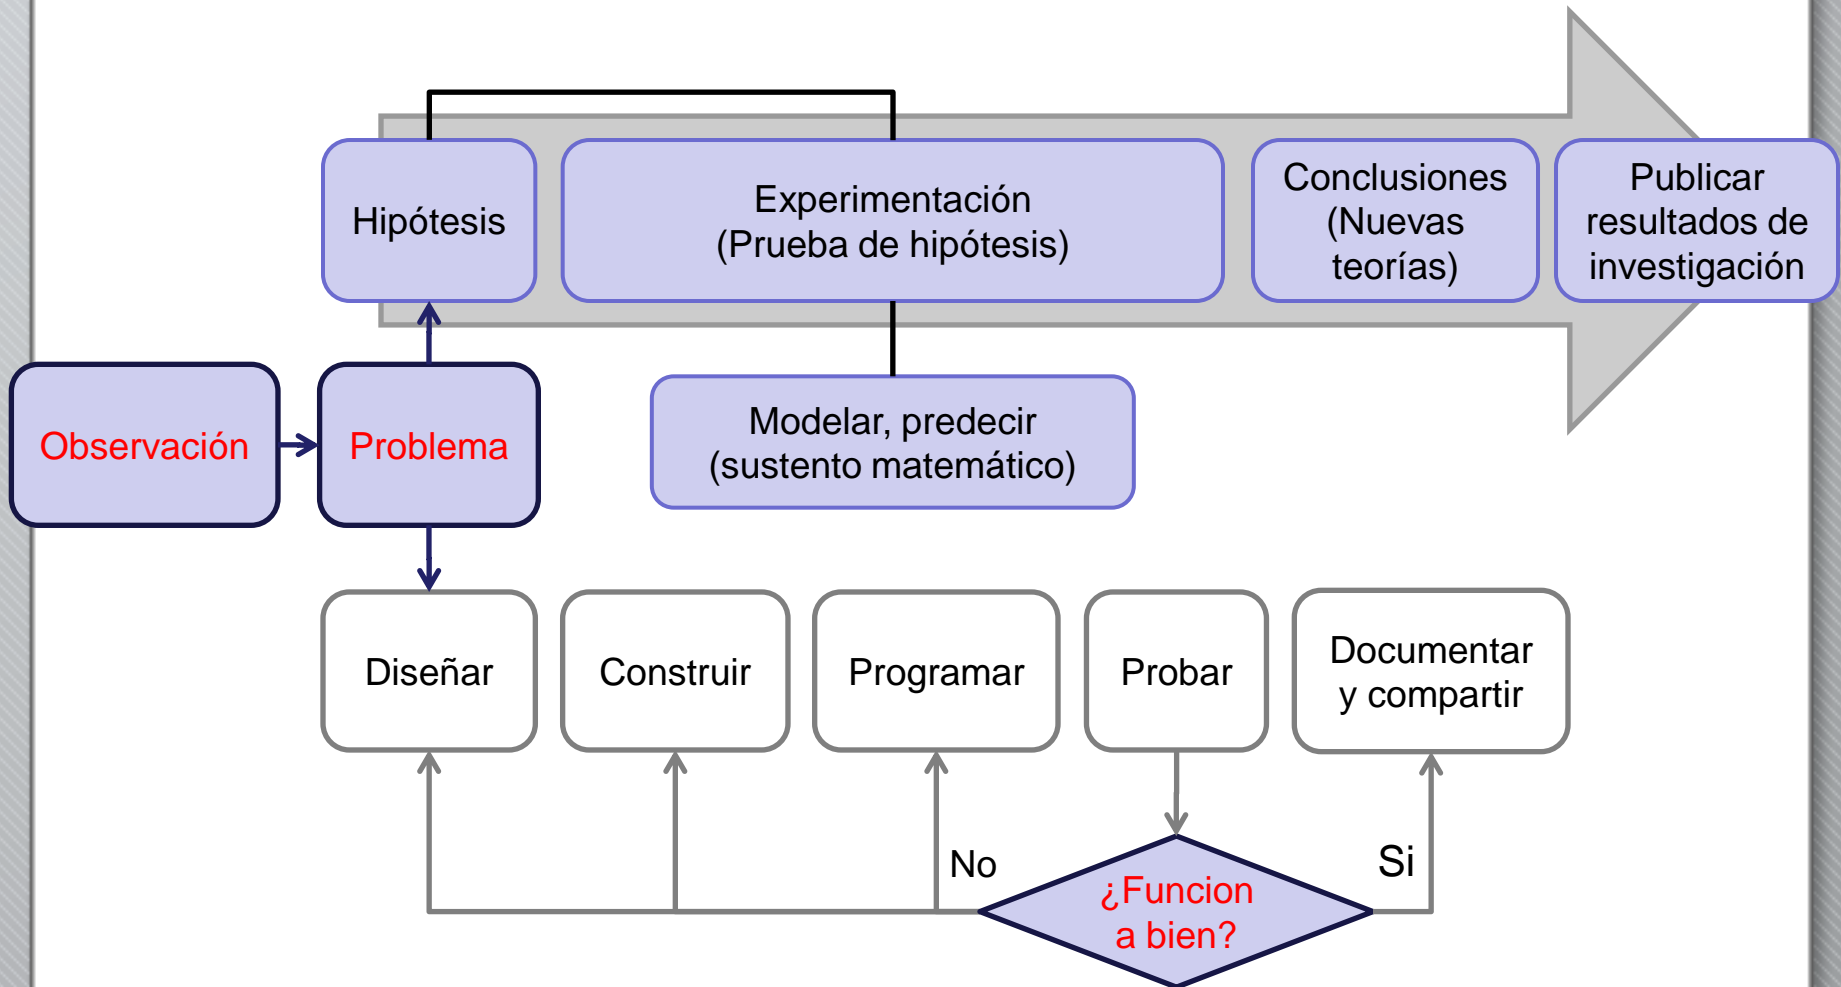 Hipótesis
Experimentación
(Prueba de hipótesis)
Conclusiones
(Nuevas
teorías)
Publicar
resultados de
investigación
Observación
Problema
Modelar, predecir
(sustento matemático)
Diseñar
Construir
Programar
Probar
Documentar
y compartir
No
¿Funcion
a bien?
Si